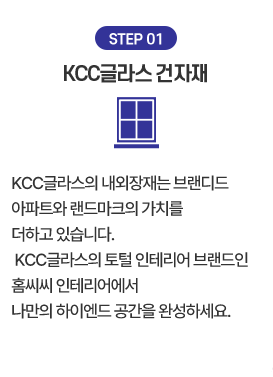 STEP 01
KCC글라스 건자재
KCC글라스의 내외장재는 브랜디드
아파트와 랜드마크의 가치를
더하고 있습니다.
KCC글라스의 토털 인테리어 브랜드인
홈씨씨 인테리어에서
나만의 하이엔드 공간을 완성하세요.